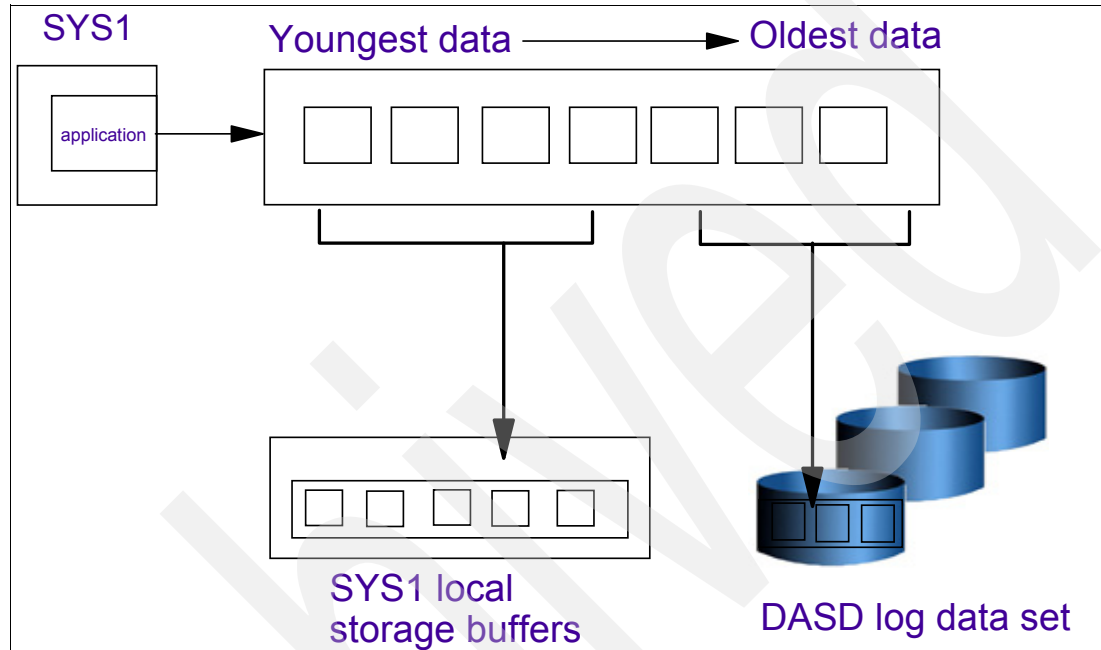 SYS1
Youngest data
Oldest data
application
SYS1 local
storage buffers
DASD log data set